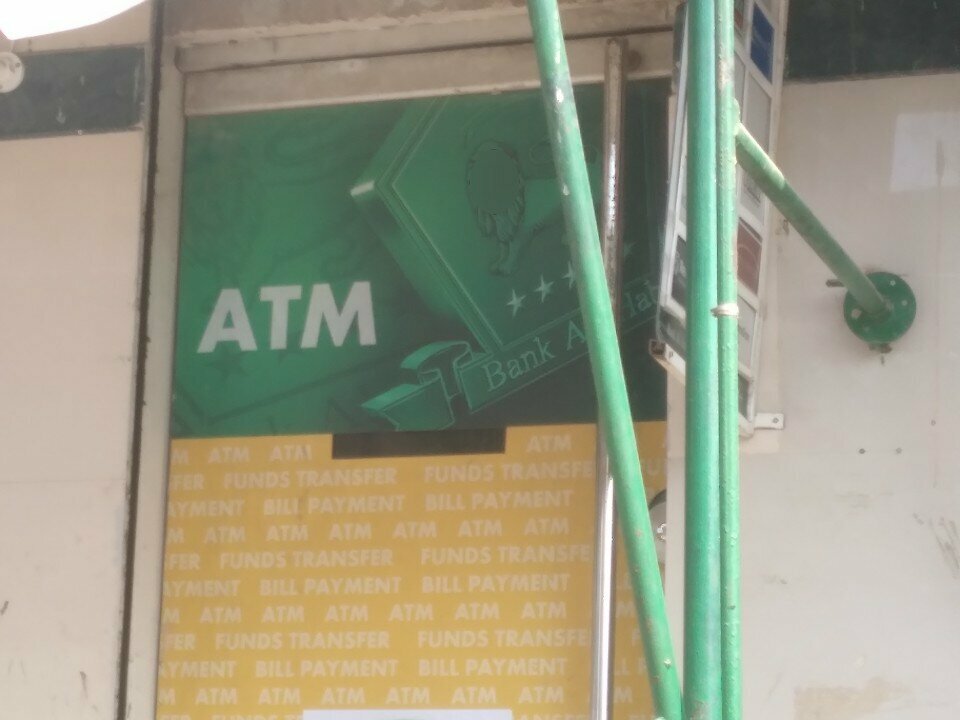 ATM
Bank
ATM ATM ATM
FUNDS TRANSFER FUNDS TRANSFER
BILL PAYMENT BILL PAYMENT
ATM ATM ATM ATM ATM ATM
FUNDS TRANSFER FUNDS TRANSFE
BILL PAYMENT BILL PAYMENT
ATM ATM ATM ATM ATM ATM
FUNDS TRANSFER FUNDS TRANSFE
BILL PAYMENT BILL PAYMENT
ATM ATM ATM ATM ATM ATM